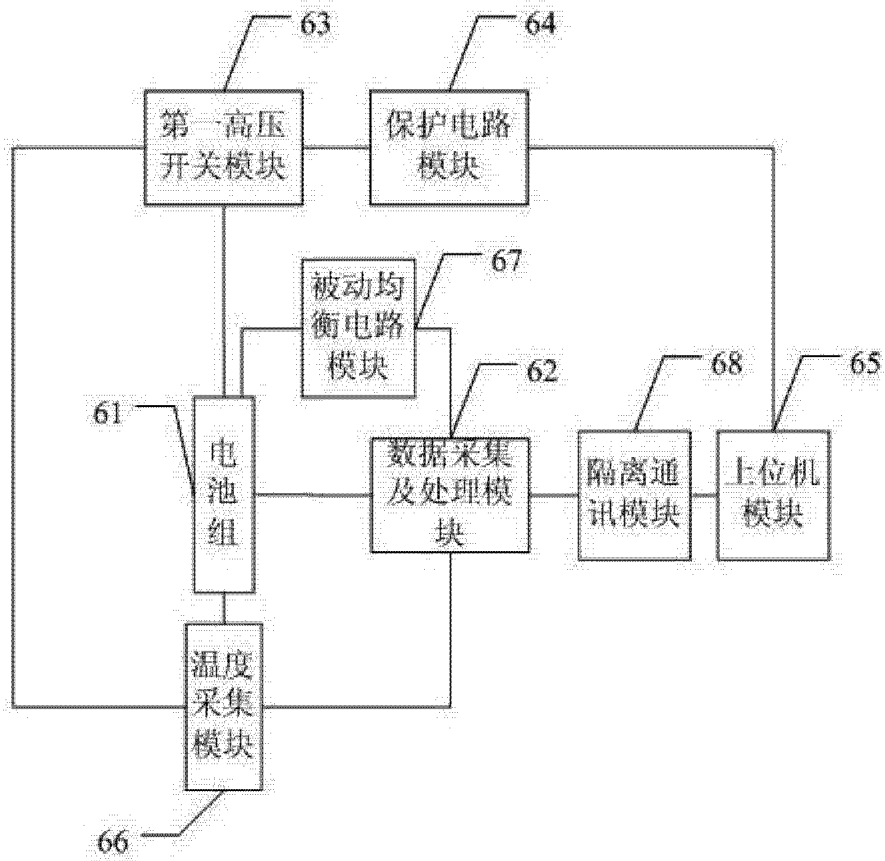 63
64
第一高压
开关模块
保护电路
模块
67
被动均
衡电路
模块
62
68
65
61
电
池
组
数据采集
及处理模
块
隔离通
讯模块
上位机
模块
温度
采集
模块
66